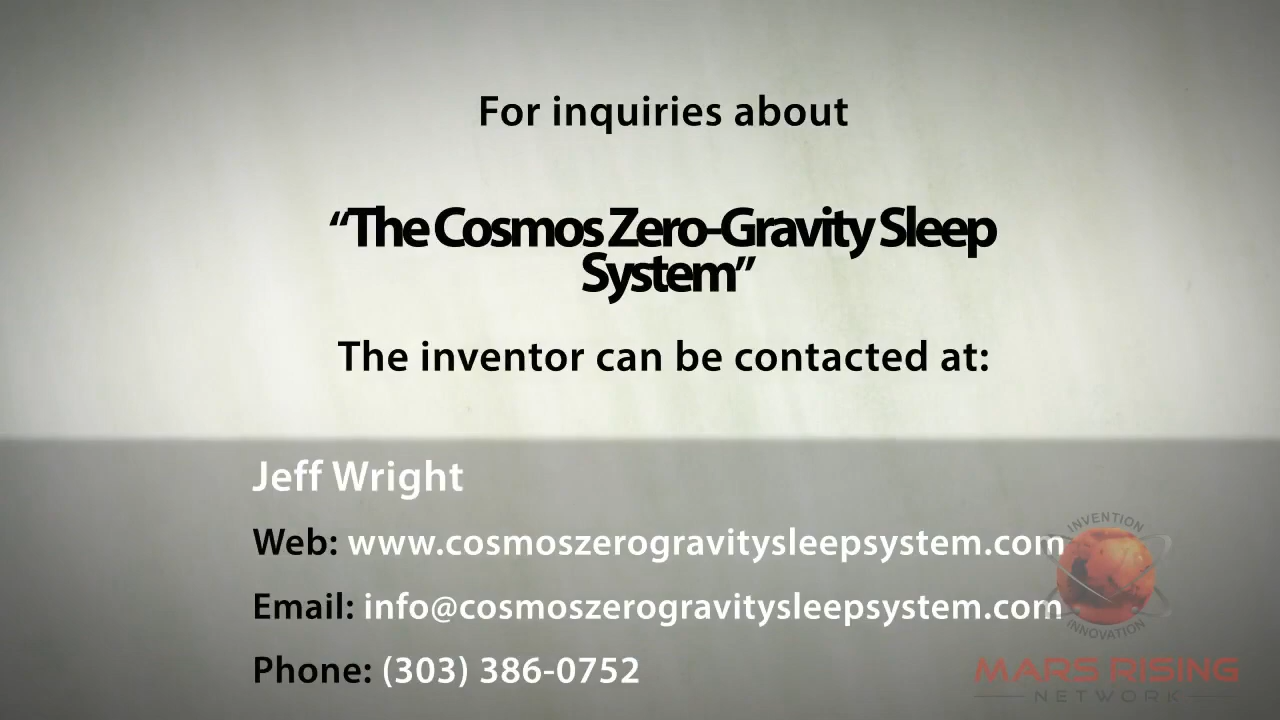 For inquiries about
“The Cosmos Zero-Gravity Sleep
System”
The inventor can be contacted at:
Jeff Wright
Web: www.cosmoszerogravitysleepsystem.com
Email: info@cosmoszerogravitysleepsystem.com
Phone: (303) 386-0752
INVENTION
INNOVATION
MARS RISING
NETWORK